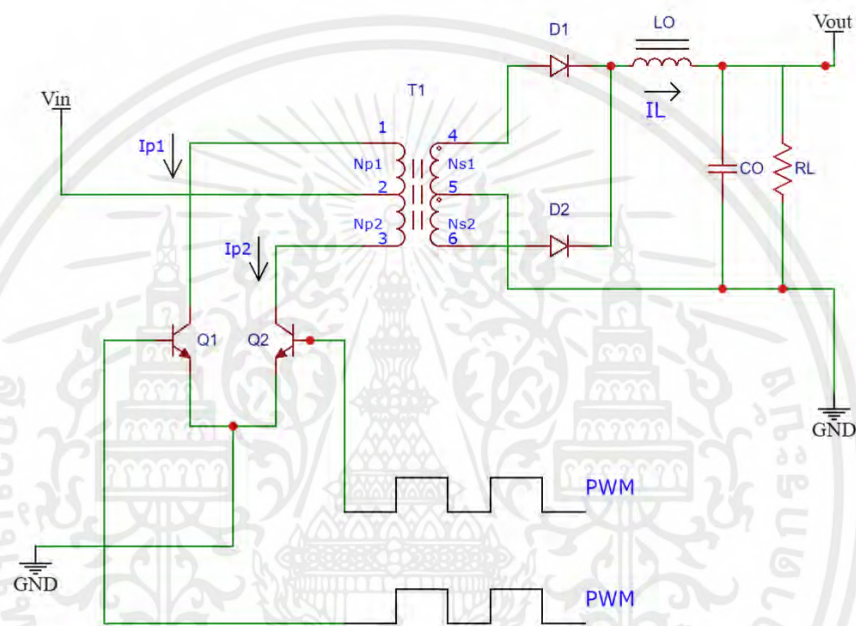 Vout
LO
D1
IL
T1
Vin
Ip1
1
4
Np1
Ns1
CO
RL
2
5
D2
Np2
Ns2
Ip2
3
6
Q1
Q2
GND
PWM
GND
PWM